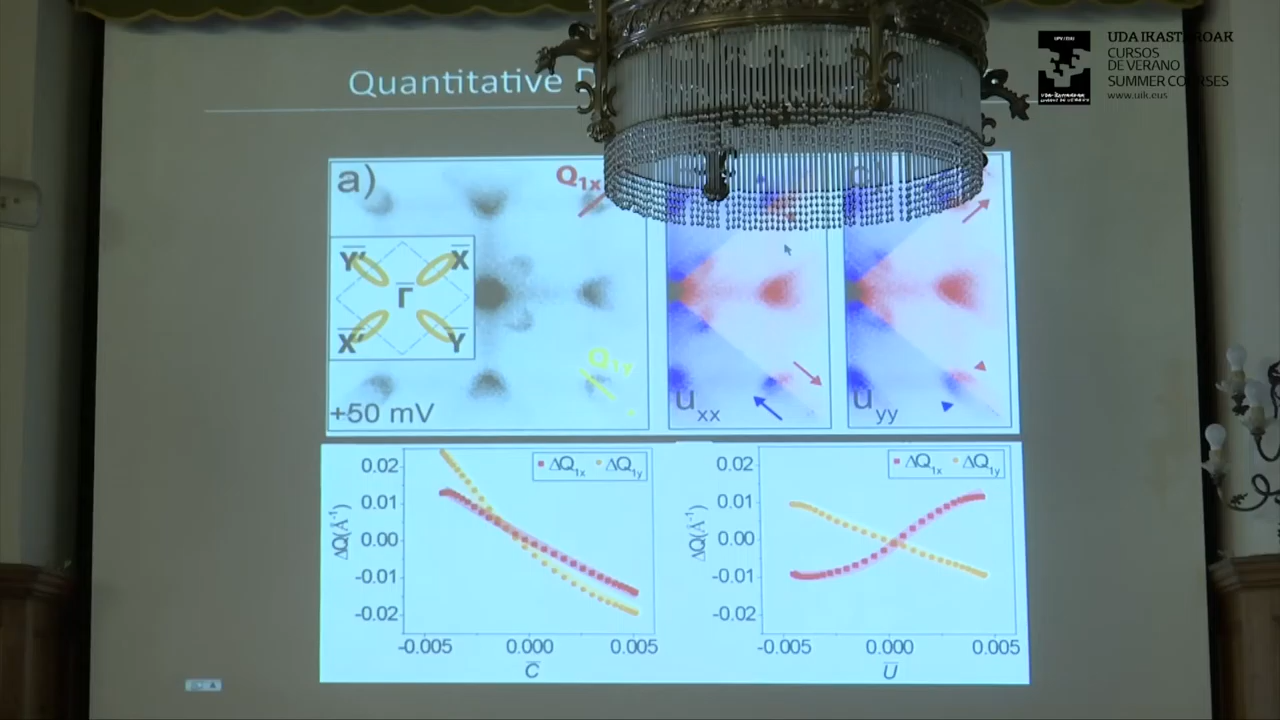 Quantitative
UDA IKASTAROAK
CURSOS
DE VERANO
SUMMER COURSES
www.uik.eus
a)
Q1x
Y'
X
Γ
X'
Y
Q1y
+50 mV
uxx
uyy
ΔQ1x
ΔQ1y
0.02
0.01
0.00
-0.01
-0.02
ΔQ(Å-1)
-0.005
0.000
0.005
C
ΔQ1x
ΔQ1y
0.02
0.01
0.00
-0.01
-0.02
ΔQ(Å-1)
-0.005
0.000
0.005
U